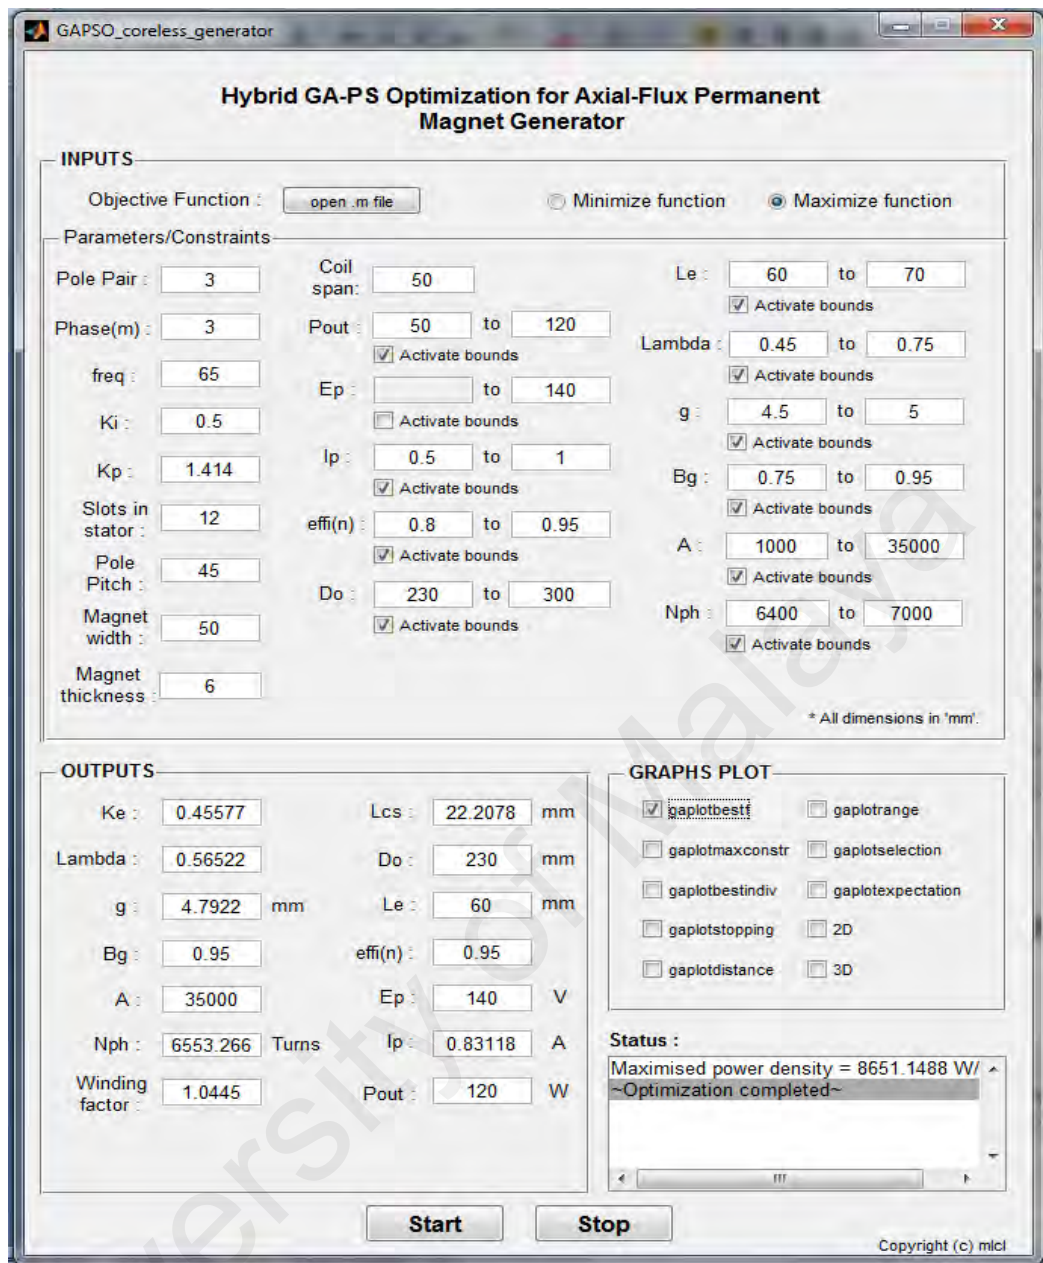 GAPSO_coreless_generator
Hybrid GA-PS Optimization for Axial-Flux Permanent
Magnet Generator
INPUTS
Objective Function :
open .m file
Minimize function
Maximize function
Parameters/Constraints
Pole Pair :
3
Phase(m) :
3
freq :
65
Ki :
0.5
Kp :
1.414
Slots in
stator :
12
Pole
Pitch :
45
Magnet
width :
50
Magnet
thickness :
6
Coil
span:
50
Pout :
50 to 120
Activate bounds
Ep :
to 140
Activate bounds
Ip :
0.5 to 1
Activate bounds
effi(n) :
0.8 to 0.95
Activate bounds
Do :
230 to 300
Activate bounds
Le :
60 to 70
Activate bounds
Lambda :
0.45 to 0.75
Activate bounds
g :
4.5 to 5
Activate bounds
Bg :
0.75 to 0.95
Activate bounds
A :
1000 to 35000
Activate bounds
Nph :
6400 to 7000
Activate bounds
* All dimensions in 'mm'.
OUTPUTS
Ke : 0.45577
Lambda : 0.56522
g : 4.7922 mm
Bg : 0.95
A : 35000
Nph : 6553.266 Turns
Winding
factor :
1.0445
Lcs : 22.2078 mm
Do : 230 mm
Le : 60 mm
effi(n) : 0.95
Ep : 140 V
Ip : 0.83118 A
Pout : 120 W
GRAPHS PLOT
gaplotbestf
gaplotmaxconstr
gaplotbestindiv
gaplotstopping
gaplotdistance
gaplotrange
gaplotselection
gaplotexpectation
2D
3D
Status :
Maximised power density = 8651.1488 W/
~Optimization completed~
Start
Stop
Copyright (c) mlcl
University of Malaya